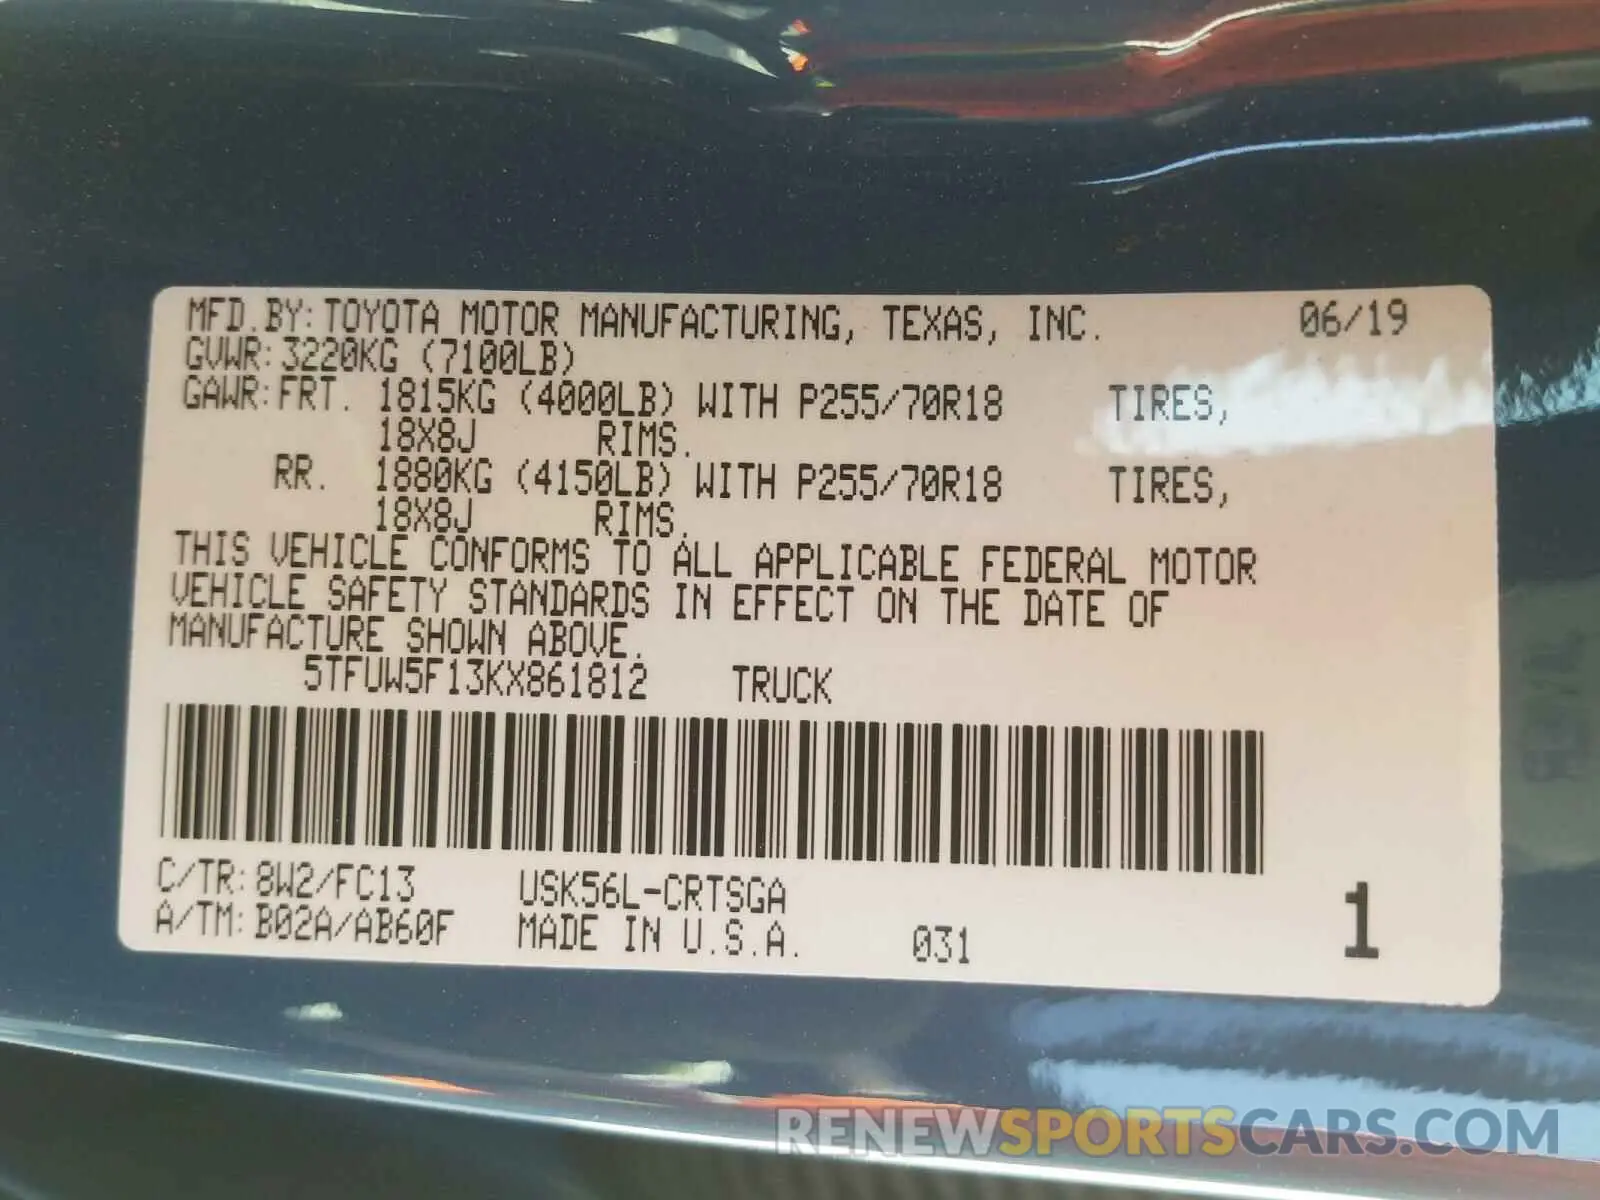 MFD.BY: TOYOTA MOTOR MANUFACTURING, TEXAS, INC. 06/19
GVWR: 3220KG (7100LB)
GAWR: FRT. 1815KG (4000LB) WITH P255/70R18 TIRES,
18X8J RIMS.
RR. 1880KG (4150LB) WITH P255/70R18 TIRES,
18X8J RIMS.
THIS VEHICLE CONFORMS TO ALL APPLICABLE FEDERAL MOTOR
VEHICLE SAFETY STANDARDS IN EFFECT ON THE DATE OF
MANUFACTURE SHOWN ABOVE.
5TFUW5F13KX861812 TRUCK
C/TR: 8W2/FC13 USK56L-CRTSGA
A/TM: B02A/AB60F MADE IN U.S.A. 031 1
RENEWSPORTSCARS.COM